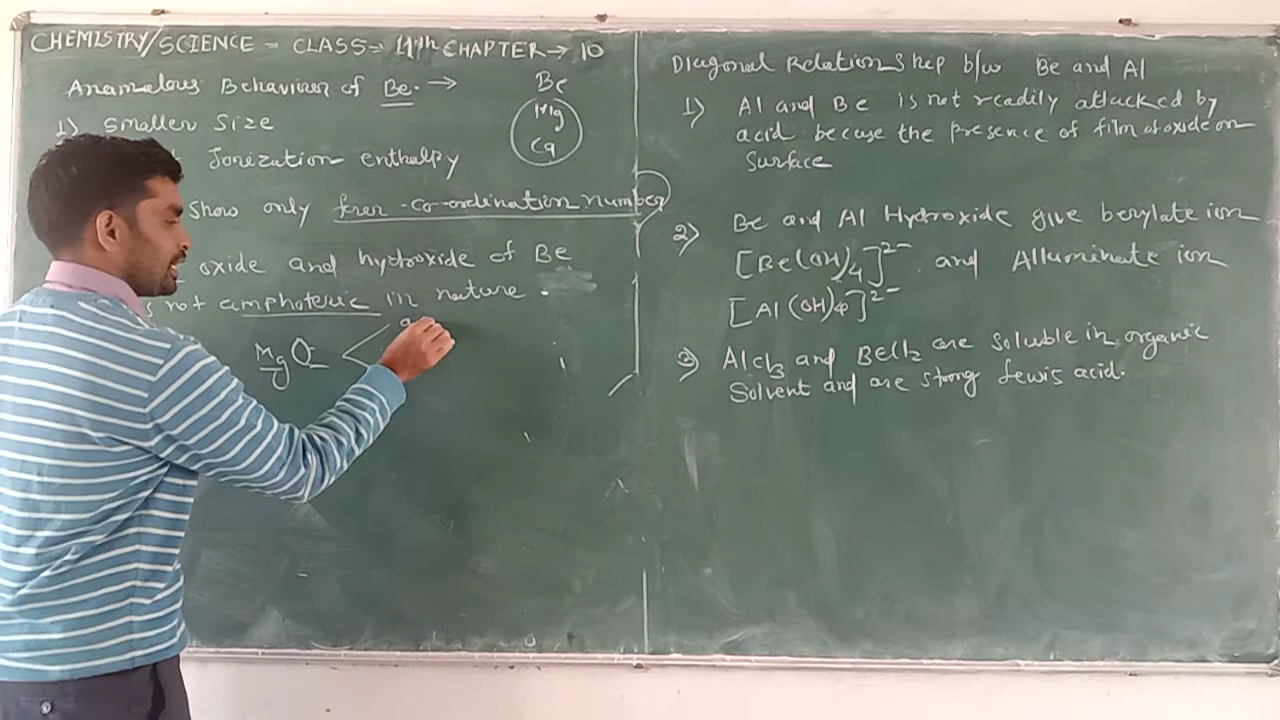 CHEMISTRY/SCIENCE - CLASS→ 11th CHAPTER → 10
Anamalous Behaviour of Be. →
Be
Mg
Ca
1) Smaller Size
Ionization enthalpy
Show only four -co-ordination number
oxide and hydroxide of Be
not amphoteric in nature.
MgO
Diagonal Relation Ship b/w Be and Al
1) Al and Be is not readily attacked by
acid becuse the presence of film of oxide on
Surface
2) Be and Al Hydroxide give berylate ion
[Be(OH)4]2- and Alluminate ion
[Al(OH)4]2-
3) AlCl3 and BeCl2 are soluble in organic
Solvent and are strong lewis acid.